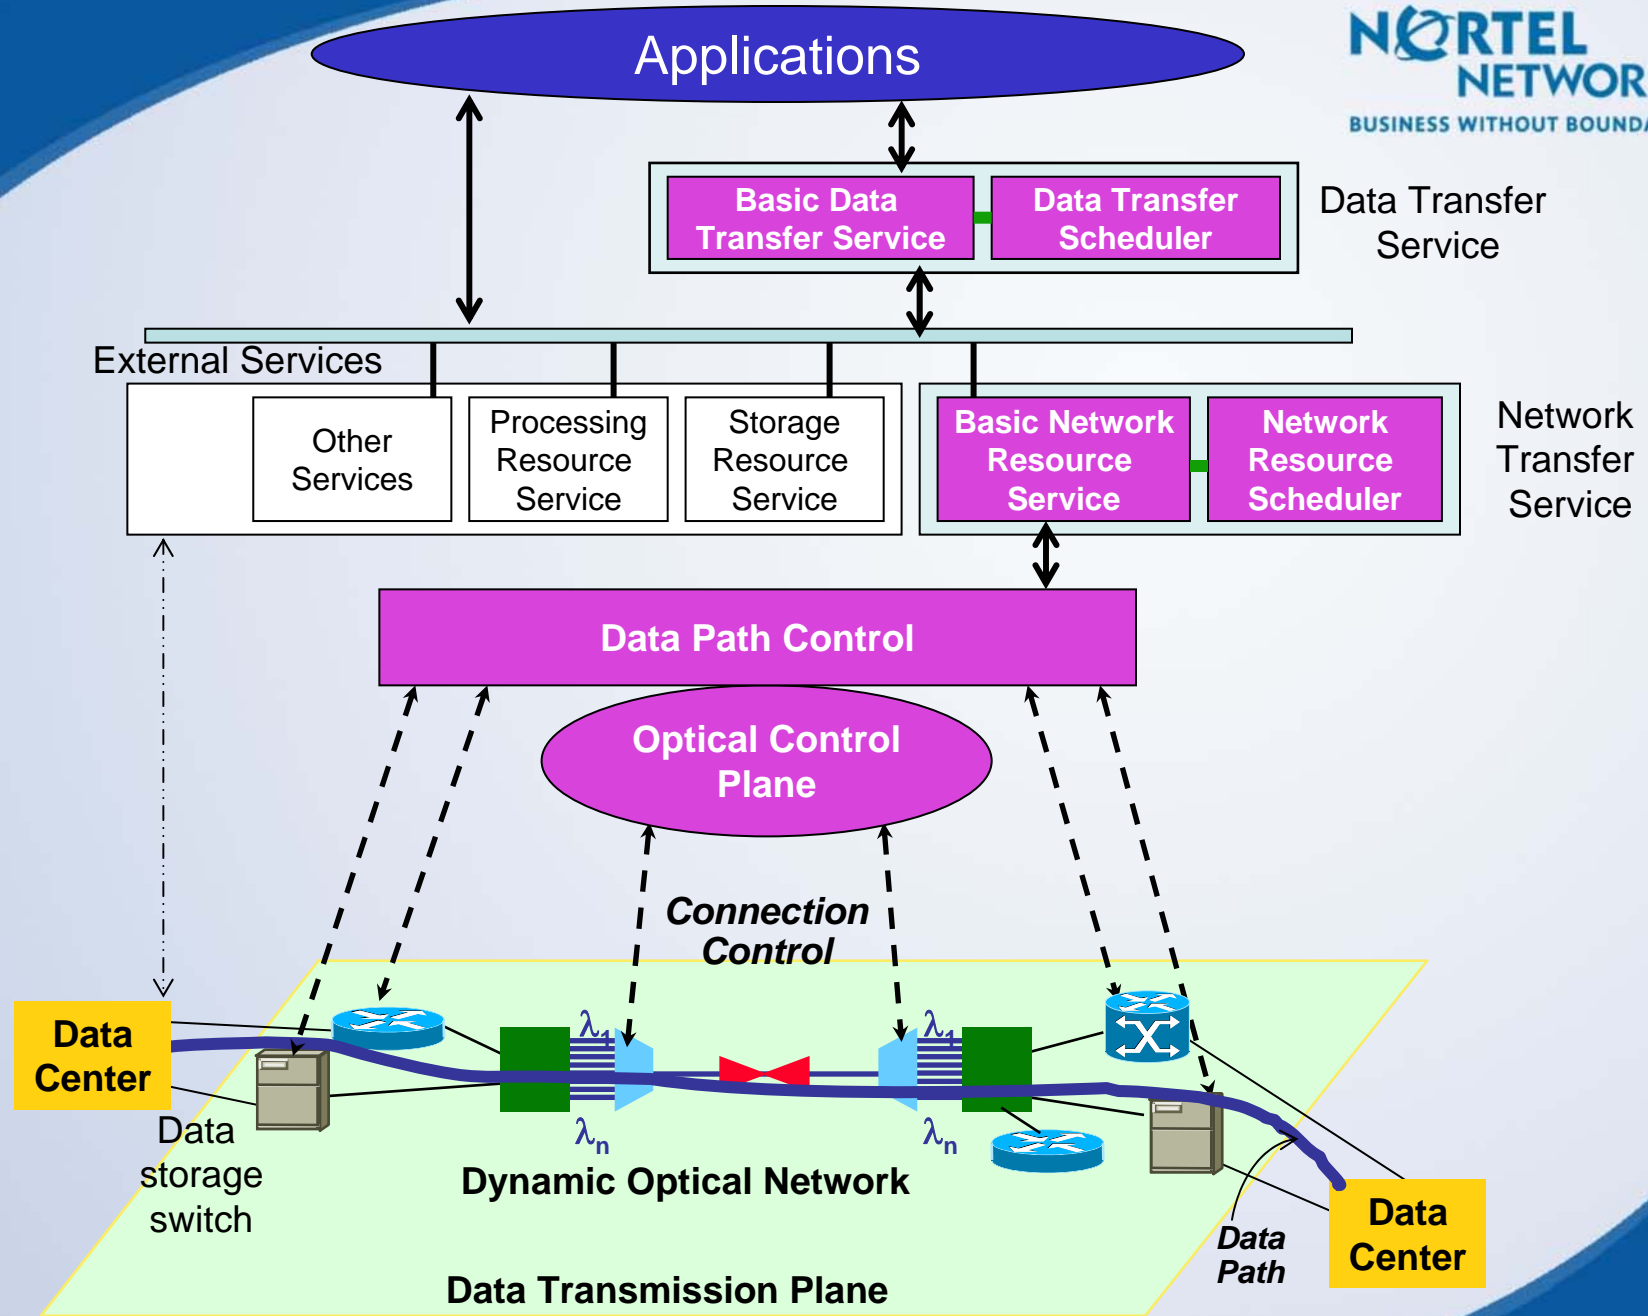 Applications
NORTEL
NETWOR
BUSINESS WITHOUT BOUNDA
Basic Data
Transfer Service
Data Transfer
Scheduler
Data Transfer
Service
External Services
Other
Services
Processing
Resource
Service
Storage
Resource
Service
Basic Network
Resource
Service
Network
Resource
Scheduler
Network
Transfer
Service
Data Path Control
Optical Control
Plane
Connection
Control
Data
Center
λ1
λ1
λn
λn
Data
storage
switch
Dynamic Optical Network
Data
Center
Data
Path
Data Transmission Plane